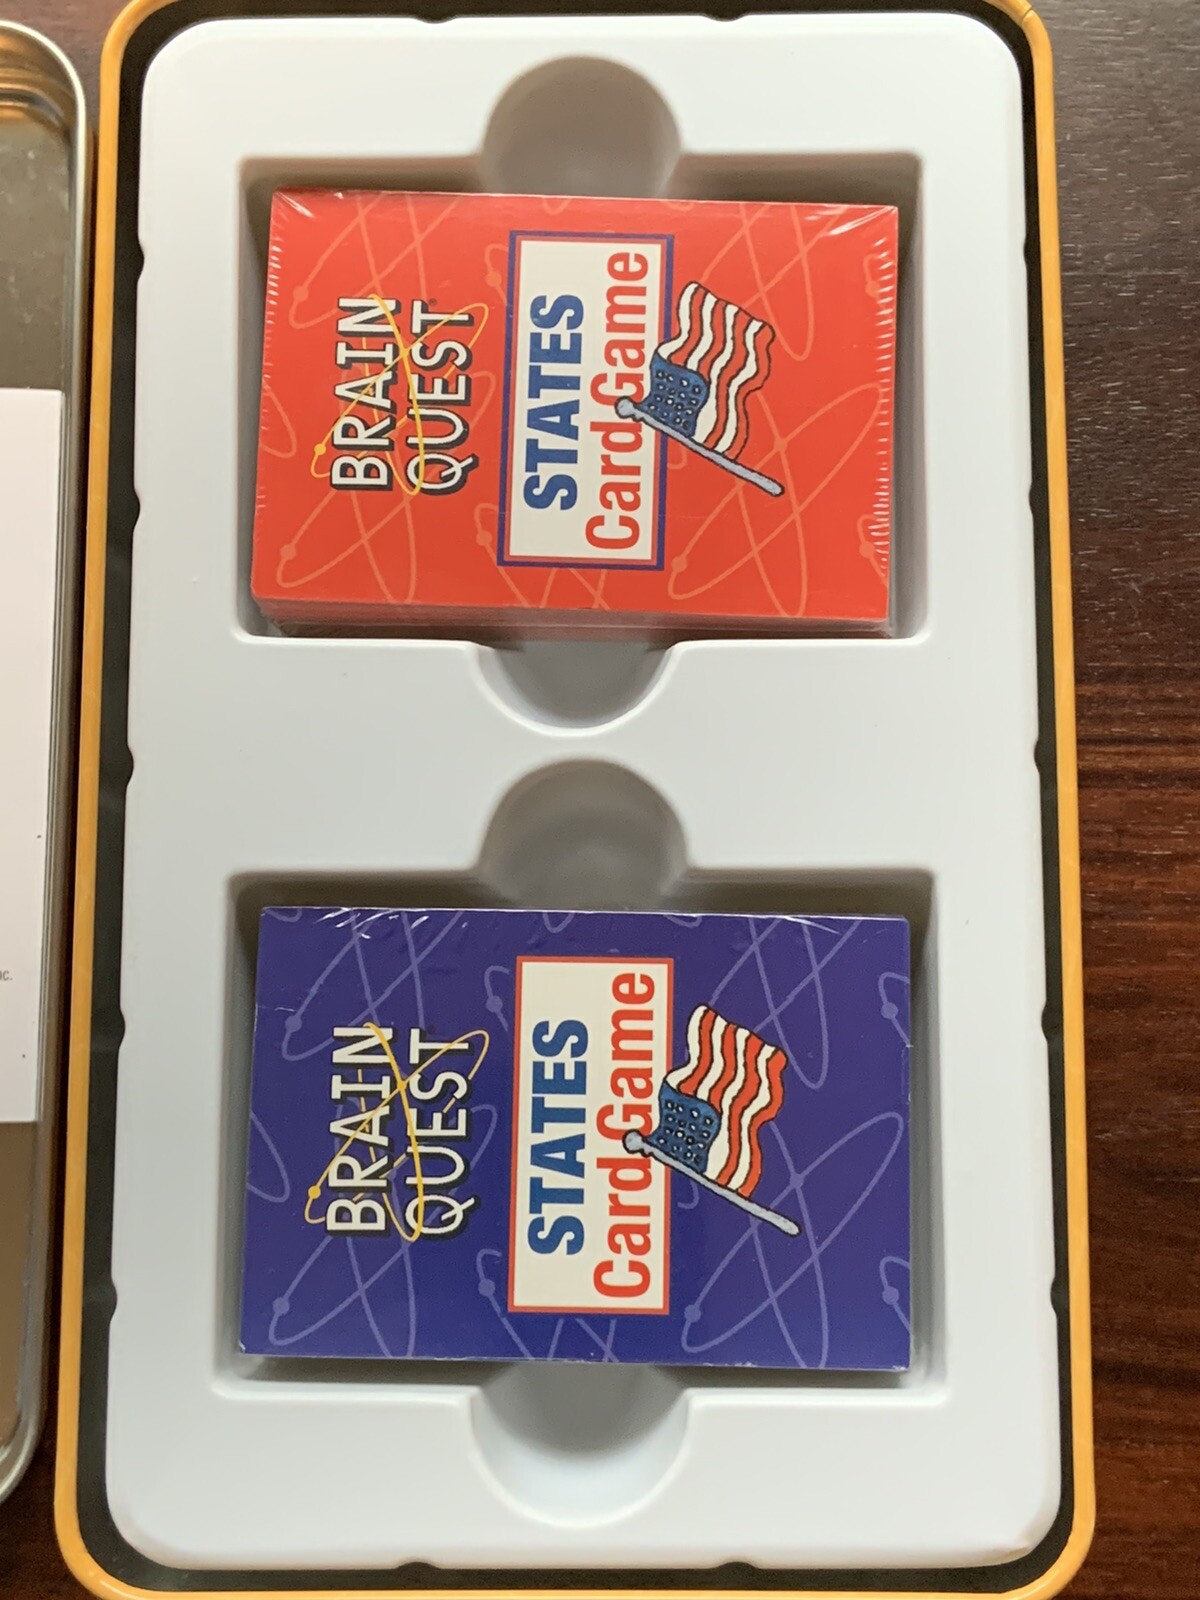 BRAIN
QUEST
STATES
Card Game
BRAIN
QUEST
STATES
Card Game